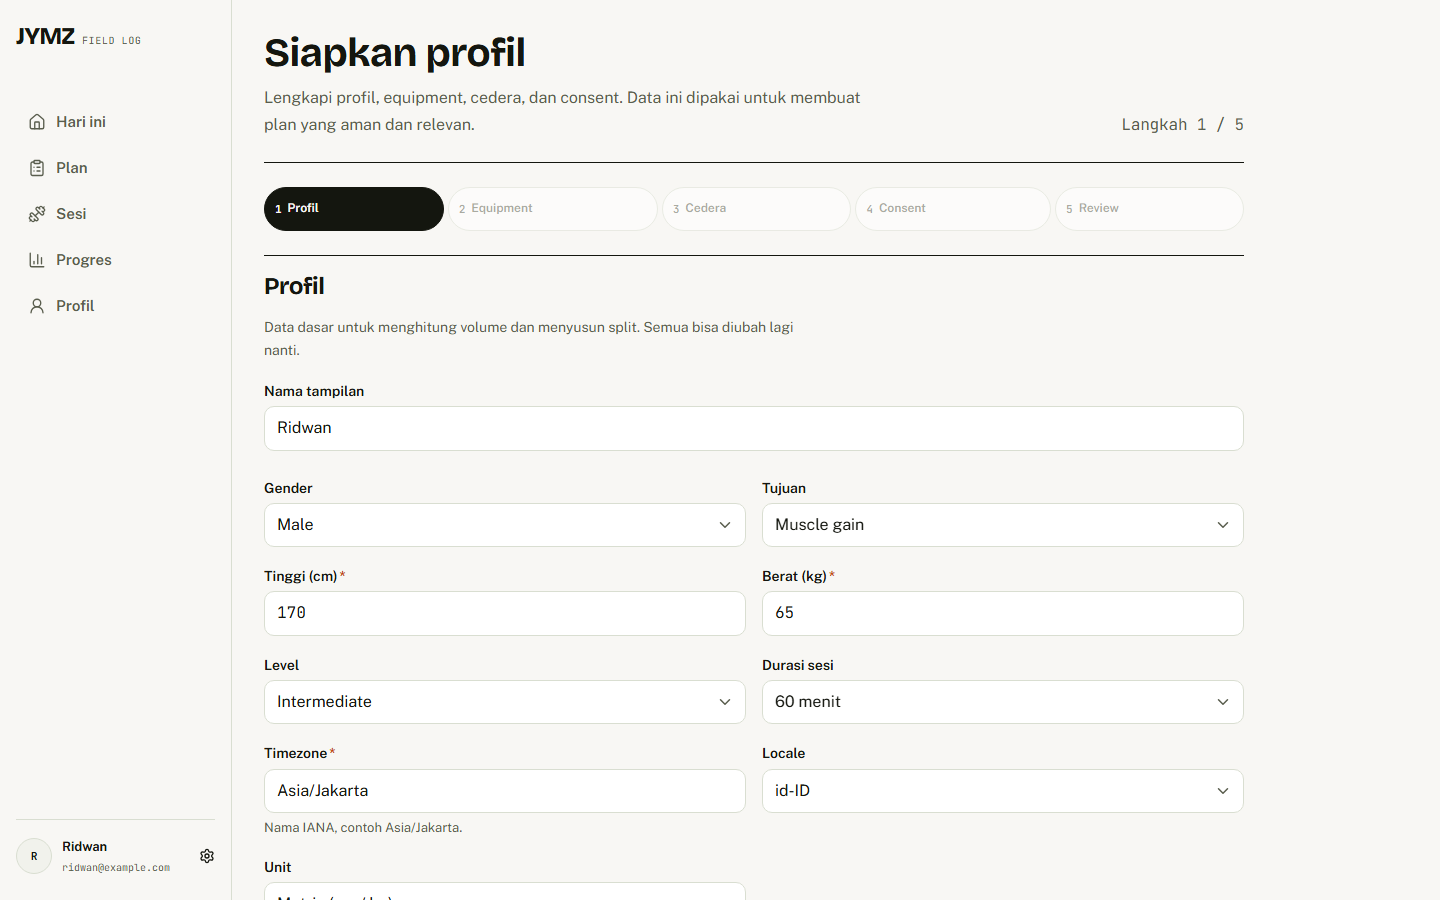 JYMZ FIELD LOG
Hari ini
Plan
Sesi
Progres
Profil
R
Ridwan
ridwan@example.com
Siapkan profil
Lengkapi profil, equipment, cedera, dan consent. Data ini dipakai untuk membuat
plan yang aman dan relevan.
Langkah 1 / 5
1 Profil
2 Equipment
3 Cedera
4 Consent
5 Review
Profil
Data dasar untuk menghitung volume dan menyusun split. Semua bisa diubah lagi
nanti.
Nama tampilan
Ridwan
Gender
Tujuan
Male
Muscle gain
Tinggi (cm)*
Berat (kg)*
170
65
Level
Durasi sesi
Intermediate
60 menit
Timezone*
Locale
Asia/Jakarta
id-ID
Nama IANA, contoh Asia/Jakarta.
Unit